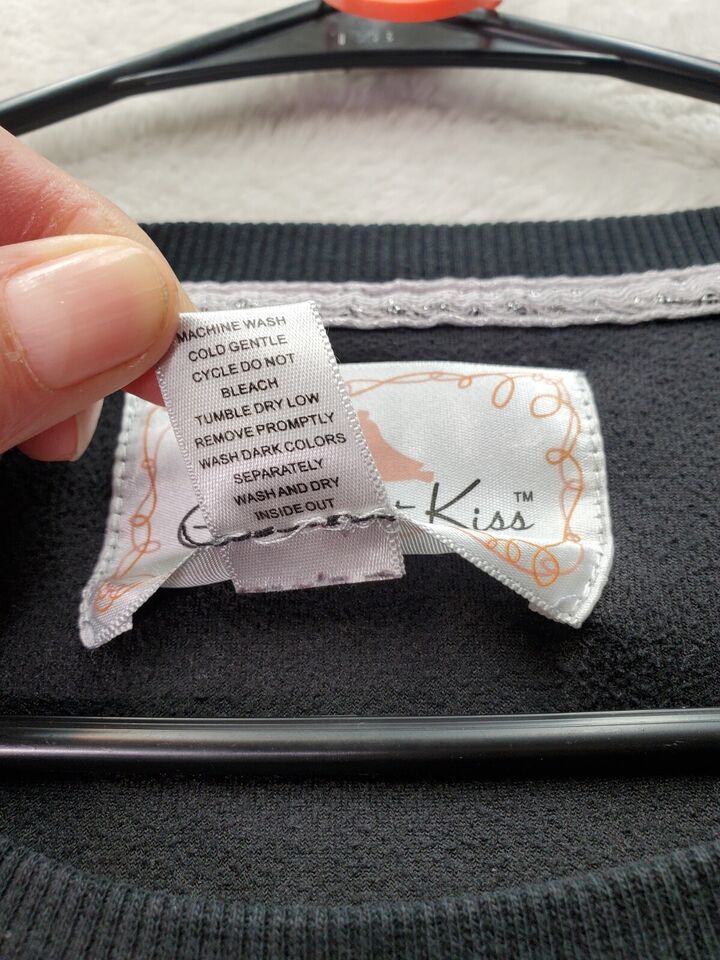 MACHINE WASH
COLD GENTLE
CYCLE DO NOT
BLEACH
TUMBLE DRY LOW
REMOVE PROMPTLY
WASH DARK COLORS
SEPARATELY
WASH AND DRY
INSIDE OUT
Kiss™